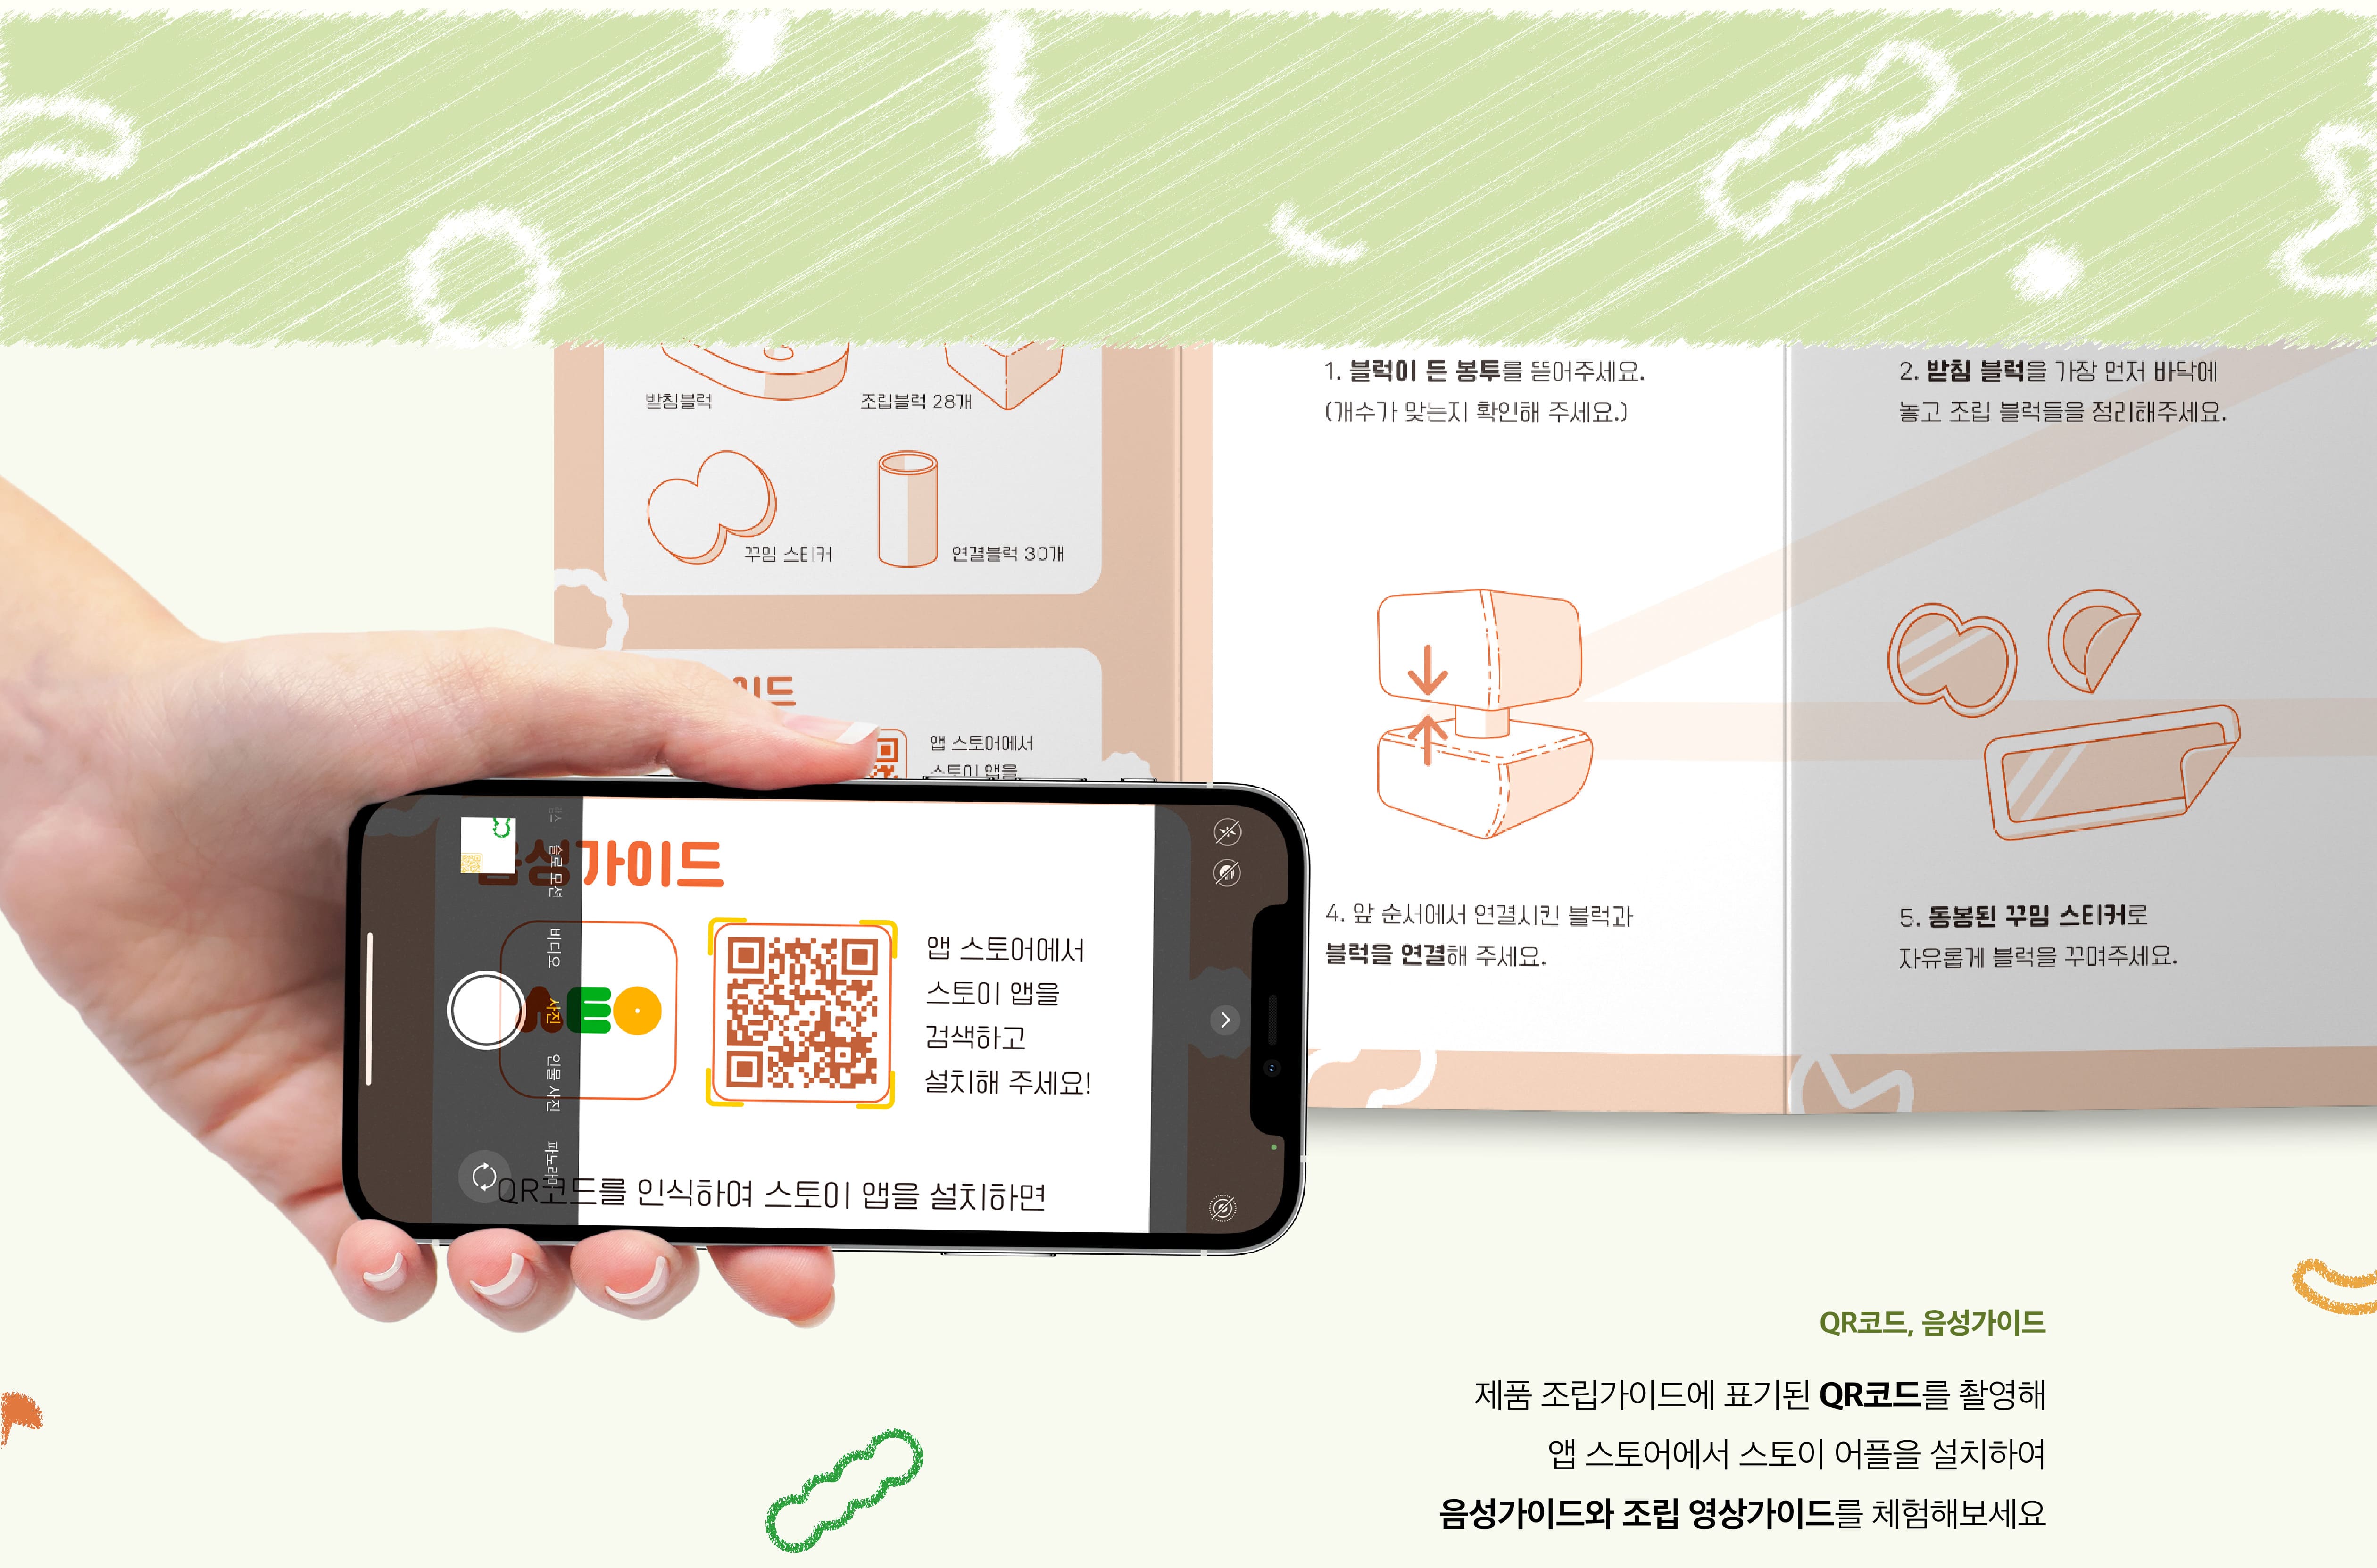 받침블럭
조립블럭 28개
꾸밈 스티커
연결블럭 30개
이드
앱 스토어에서
스토이 앱을
1. 블럭이 든 봉투를 뜯어주세요.
(개수가 맞는지 확인해 주세요.)
2. 받침 블럭을 가장 먼저 바닥에
놓고 조립 블럭들을 정리해주세요.
4. 앞 순서에서 연결시킨 블럭과
블럭을 연결해 주세요.
5. 동봉된 꾸밈 스티커로
자유롭게 블럭을 꾸며주세요.
음성가이드
슬로 모션
비디오
사진
인물 사진
파노라마
앱 스토어에서
스토이 앱을
검색하고
설치해 주세요!
QR코드를 인식하여 스토이 앱을 설치하면
QR코드, 음성가이드
제품 조립가이드에 표기된 QR코드를 촬영해
앱 스토어에서 스토이 어플을 설치하여
음성가이드와 조립 영상가이드를 체험해보세요